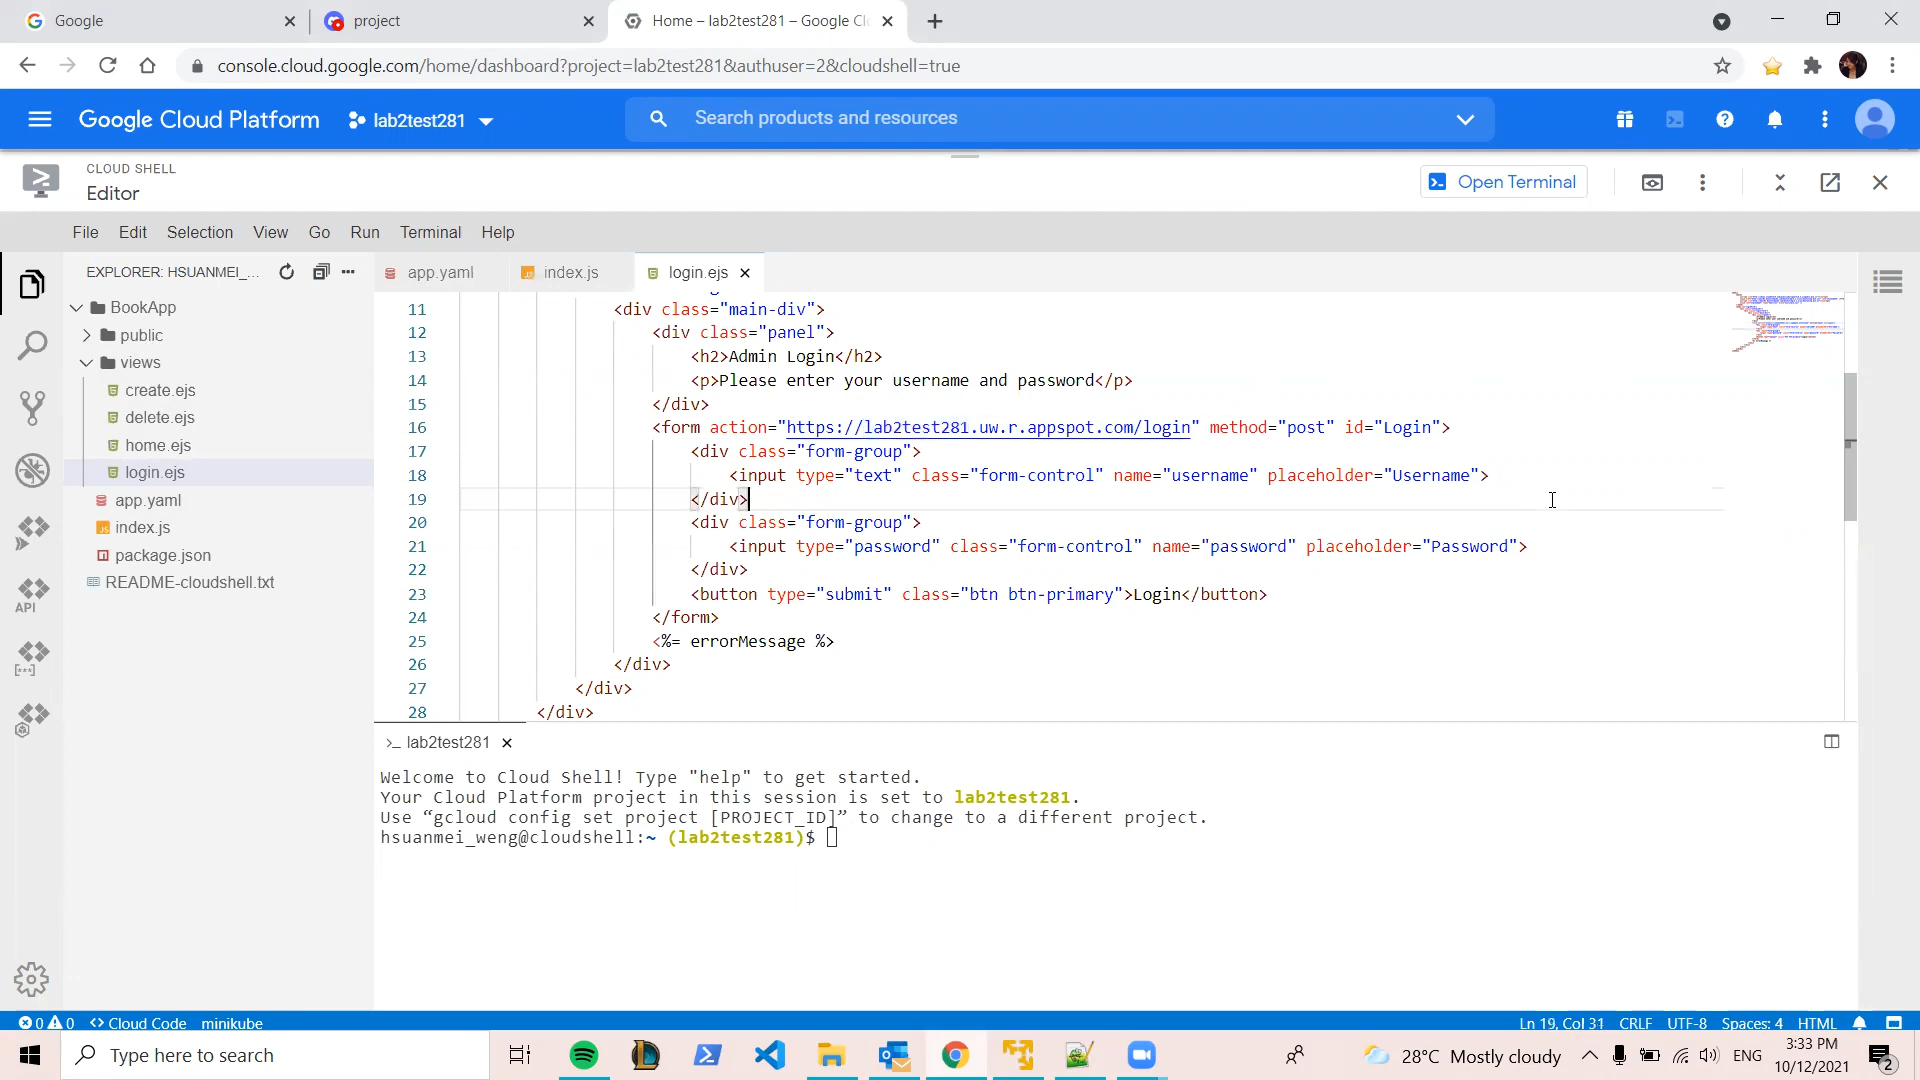 Google
project
Home – lab2test281 – Google Cl
console.cloud.google.com/home/dashboard?project=lab2test281&authuser=2&cloudshell=true
Google Cloud Platform
lab2test281
Search products and resources
CLOUD SHELL
Editor
Open Terminal
File Edit Selection View Go Run Terminal Help
EXPLORER: HSUANMEI_...
app.yaml
index.js
login.ejs
BookApp
public
views
create.ejs
delete.ejs
home.ejs
login.ejs
app.yaml
index.js
package.json
README-cloudshell.txt
API
11 <div class="main-div">
12 <div class="panel">
13 <h2>Admin Login</h2>
14 <p>Please enter your username and password</p>
15 </div>
16 <form action="https://lab2test281.uw.r.appspot.com/login" method="post" id="Login">
17 <div class="form-group">
18 <input type="text" class="form-control" name="username" placeholder="Username">
19 </div>
20 <div class="form-group">
21 <input type="password" class="form-control" name="password" placeholder="Password">
22 </div>
23 <button type="submit" class="btn btn-primary">Login</button>
24 </form>
25 <%= errorMessage %>
26 </div>
27 </div>
28 </div>
>_ lab2test281
Welcome to Cloud Shell! Type "help" to get started.
Your Cloud Platform project in this session is set to lab2test281.
Use “gcloud config set project [PROJECT_ID]” to change to a different project.
hsuanmei_weng@cloudshell:~ (lab2test281)$
0 0 <> Cloud Code minikube
Ln 19, Col 31 CRLF UTF-8 Spaces: 4 HTML
Type here to search
28°C Mostly cloudy
ENG
3:33 PM
10/12/2021
2